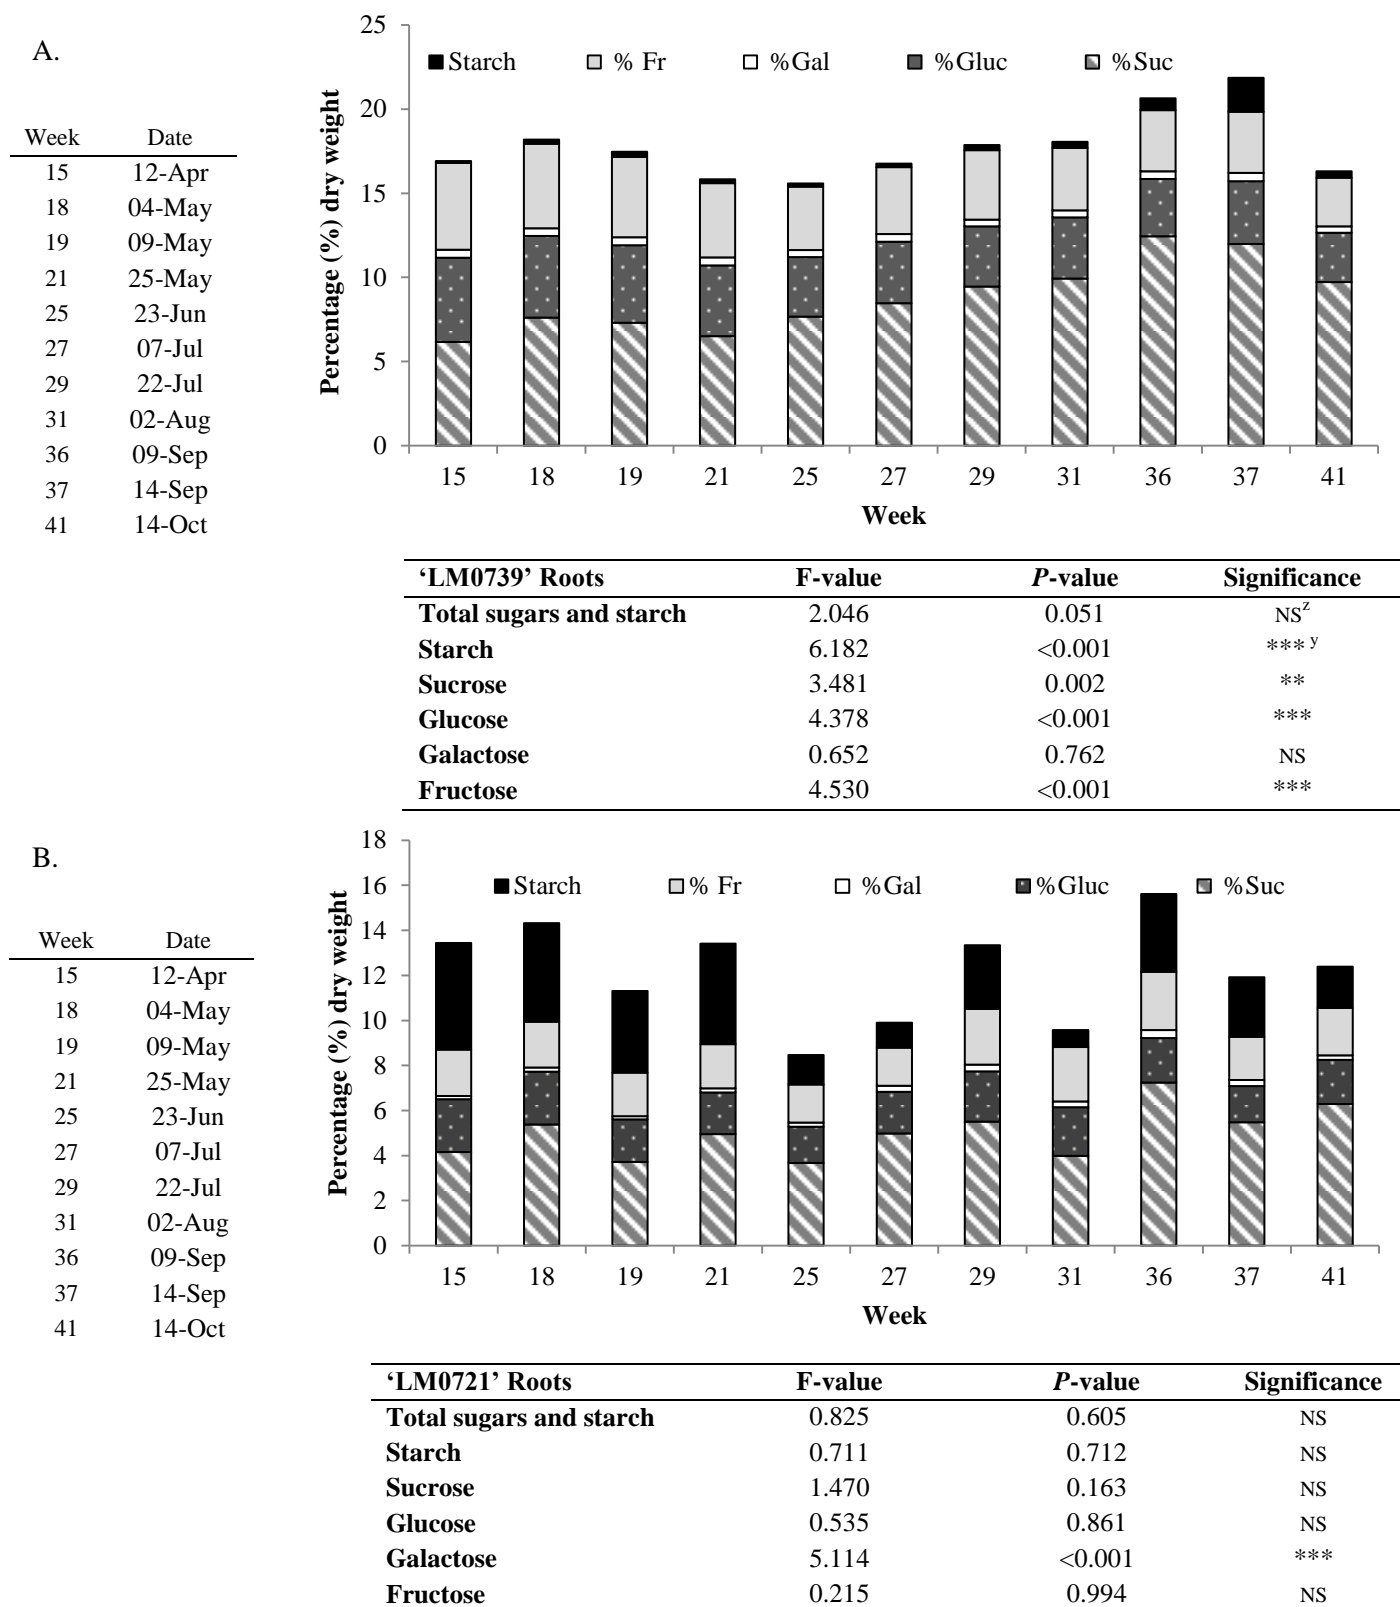 A.
Week Date
15 12-Apr
18 04-May
19 09-May
21 25-May
25 23-Jun
27 07-Jul
29 22-Jul
31 02-Aug
36 09-Sep
37 14-Sep
41 14-Oct
Starch % Fr %Gal %Gluc %Suc
Percentage (%) dry weight
25
20
15
10
5
0
15 18 19 21 25 27 29 31 36 37 41
Week
‘LM0739’ Roots F-value P-value Significance
Total sugars and starch 2.046 0.051 NSᶻ
Starch 6.182 <0.001 ***ʸ
Sucrose 3.481 0.002 **
Glucose 4.378 <0.001 ***
Galactose 0.652 0.762 NS
Fructose 4.530 <0.001 ***
B.
Week Date
15 12-Apr
18 04-May
19 09-May
21 25-May
25 23-Jun
27 07-Jul
29 22-Jul
31 02-Aug
36 09-Sep
37 14-Sep
41 14-Oct
Starch % Fr %Gal %Gluc %Suc
Percentage (%) dry weight
18
16
14
12
10
8
6
4
2
0
15 18 19 21 25 27 29 31 36 37 41
Week
‘LM0721’ Roots F-value P-value Significance
Total sugars and starch 0.825 0.605 NS
Starch 0.711 0.712 NS
Sucrose 1.470 0.163 NS
Glucose 0.535 0.861 NS
Galactose 5.114 <0.001 ***
Fructose 0.215 0.994 NS